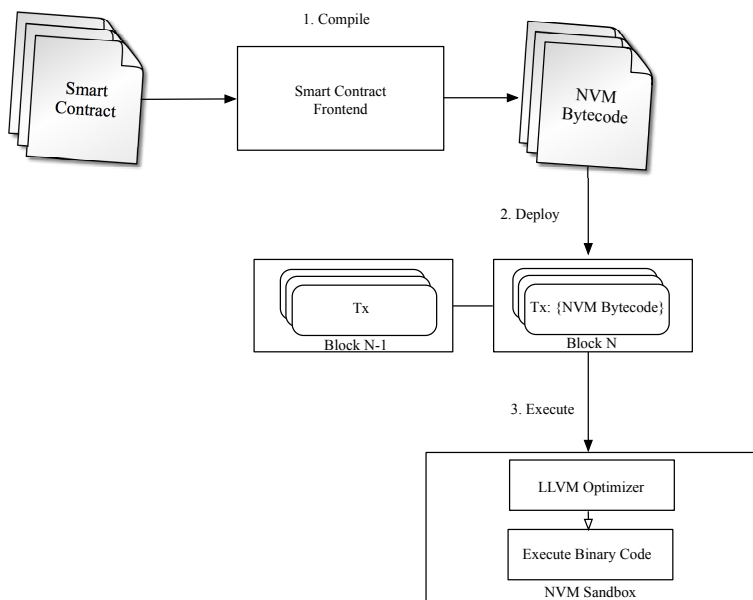 1. Compile
Smart
Contract
Smart Contract
Frontend
NVM
Bytecode
2. Deploy
Tx
Block N-1
Tx: {NVM Bytecode}
Block N
3. Execute
LLVM Optimizer
Execute Binary Code
NVM Sandbox